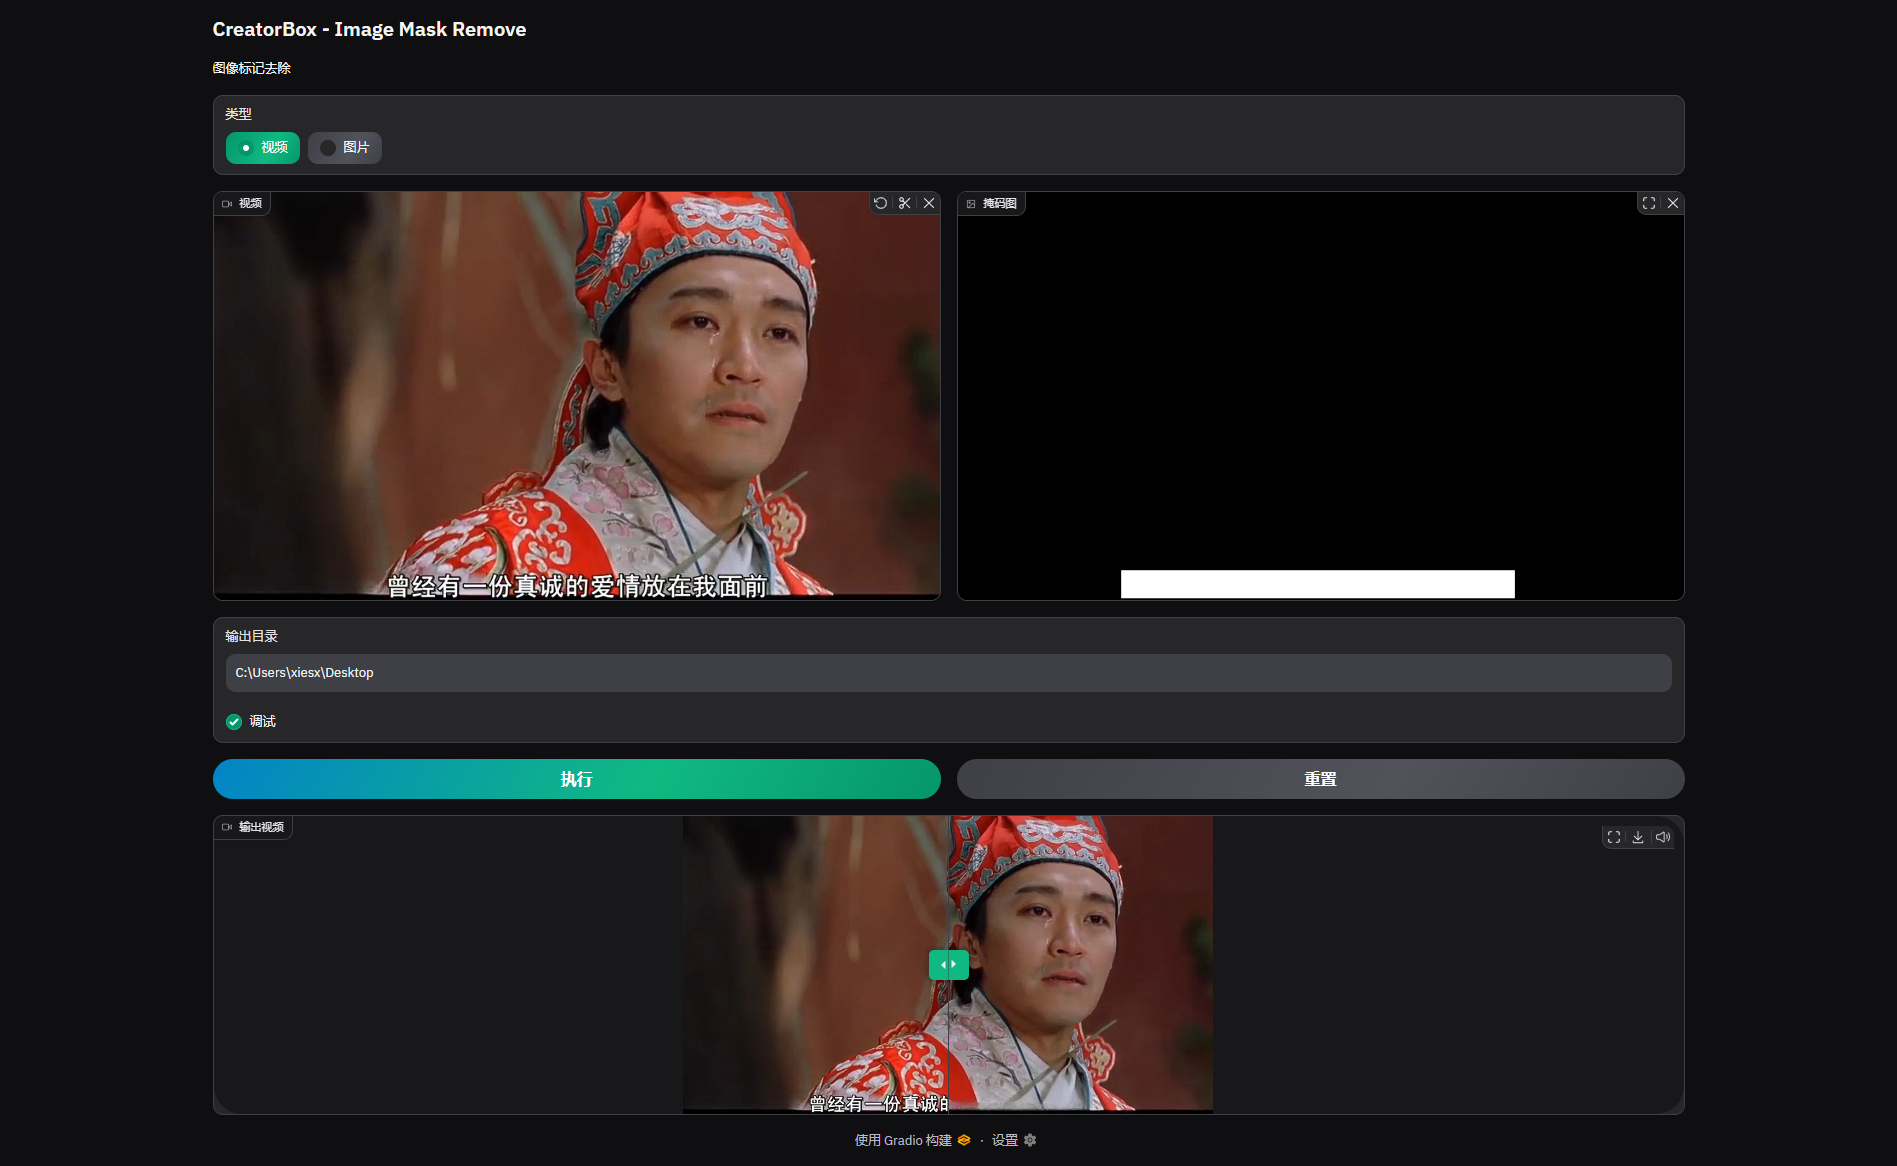 CreatorBox - Image Mask Remove
图像标记去除
类型
视频
图片
视频
掩码图
曾经有一份真诚的爱情放在我面前
输出目录
C:\Users\xiesx\Desktop
调试
执行
重置
输出视频
曾经有一份真诚的
使用 Gradio 构建 · 设置